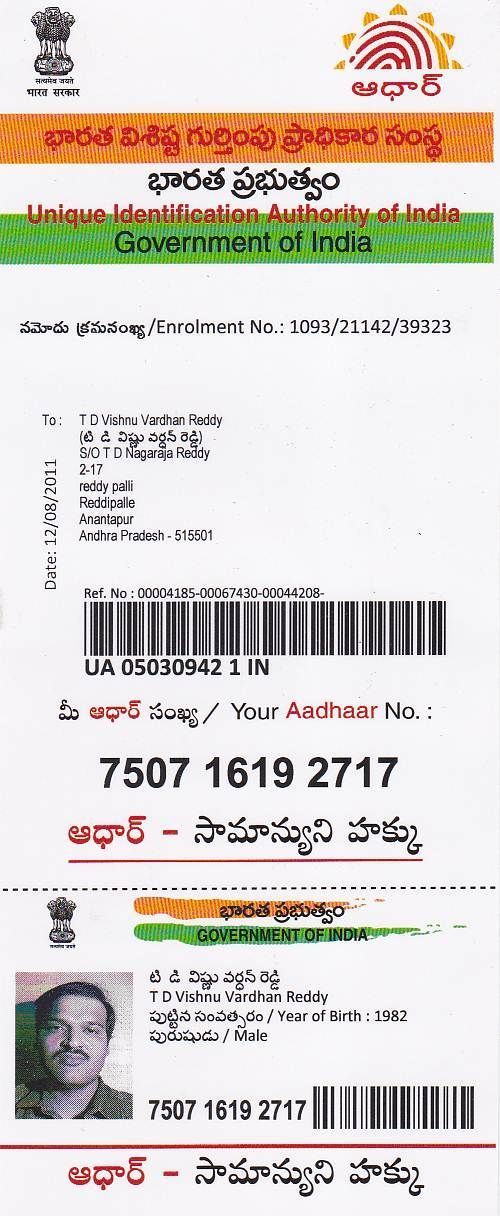 सत्यमेव जयते
भारत सरकार
ఆధార్
భారత విశిష్ట గుర్తింపు ప్రాధికార సంస్థ
భారత ప్రభుత్వం
Unique Identification Authority of India
Government of India
నమోదు క్రమసంఖ్య/Enrolment No.: 1093/21142/39323
To : T D Vishnu Vardhan Reddy
(టి డి విష్ణు వర్ధన్ రెడ్డి)
S/O T D Nagaraja Reddy
2-17
reddy palli
Reddipalle
Anantapur
Andhra Pradesh - 515501
Date: 12/08/2011
Ref. No : 00004185-00067430-00044208-
UA 05030942 1 IN
మీ ఆధార్ సంఖ్య / Your Aadhaar No. :
7507 1619 2717
ఆధార్ - సామాన్యుని హక్కు
భారత ప్రభుత్వం
GOVERNMENT OF INDIA
టి డి విష్ణు వర్ధన్ రెడ్డి
T D Vishnu Vardhan Reddy
పుట్టిన సంవత్సరం / Year of Birth : 1982
పురుషుడు / Male
7507 1619 2717
ఆధార్ - సామాన్యుని హక్కు